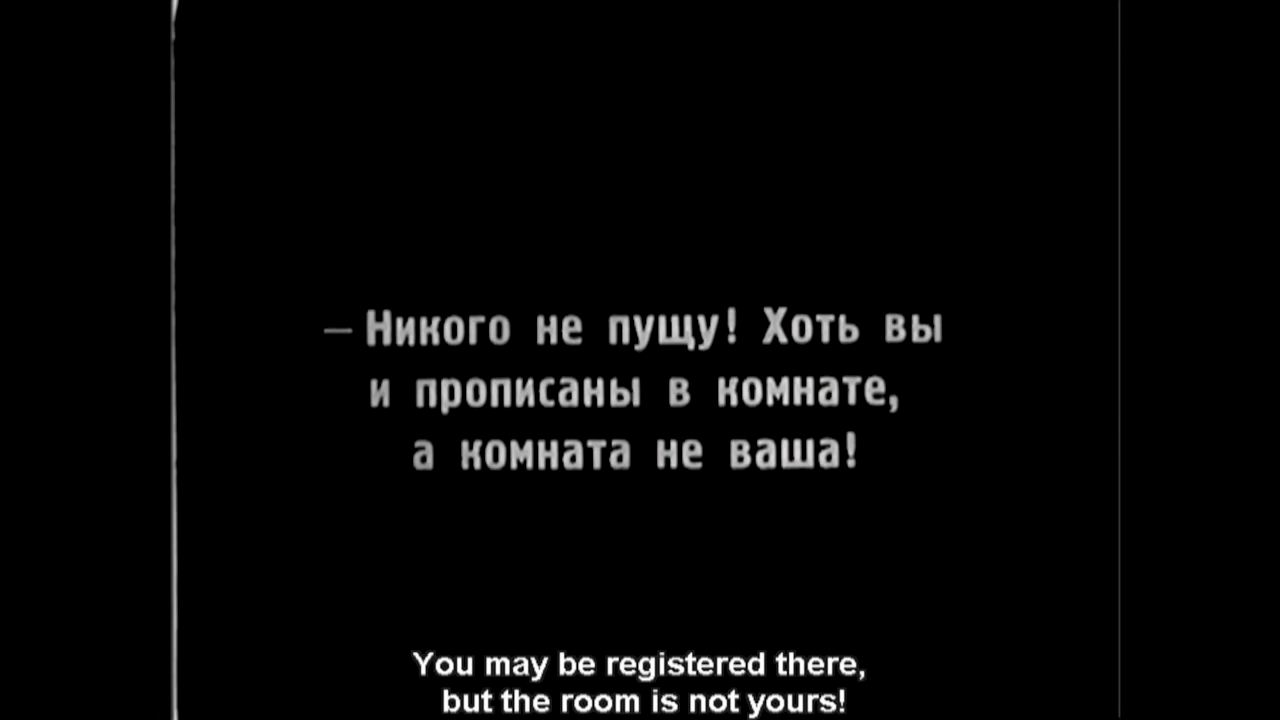 — Никого не пущу! Хоть вы
и прописаны в комнате,
а комната не ваша!
You may be registered there,
but the room is not yours!